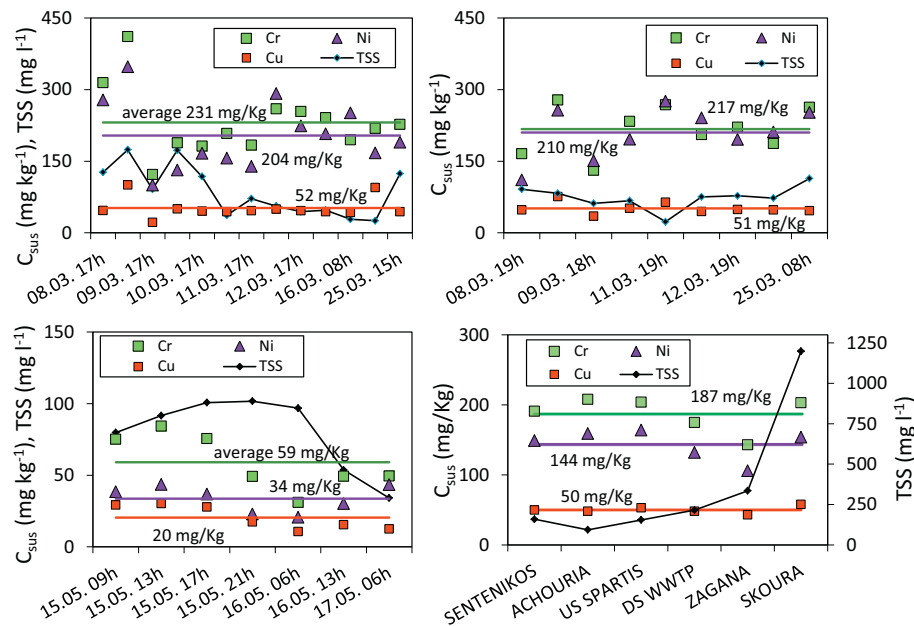 450
300
150
0
C_sus (mg kg⁻¹), TSS (mg l⁻¹)
Cr
Ni
Cu
TSS
average 231 mg/Kg
204 mg/Kg
52 mg/Kg
08.03. 17h
09.03. 17h
10.03. 17h
11.03. 17h
12.03. 17h
16.03. 08h
25.03. 15h
450
300
150
0
C_sus (mg kg⁻¹)
Cr
Ni
Cu
TSS
217 mg/Kg
210 mg/Kg
51 mg/Kg
08.03. 19h
09.03. 18h
11.03. 19h
12.03. 19h
25.03. 08h
150
100
50
0
C_sus (mg kg⁻¹), TSS (mg l⁻¹)
Cr
Ni
Cu
TSS
average 59 mg/Kg
34 mg/Kg
20 mg/Kg
15.05. 09h
15.05. 13h
15.05. 17h
15.05. 21h
16.05. 06h
16.05. 13h
17.05. 06h
300
200
100
0
C_sus (mg/Kg)
Cr
Ni
Cu
TSS
187 mg/Kg
144 mg/Kg
50 mg/Kg
1250
1000
750
500
250
0
TSS (mg l⁻¹)
SENTENIKOS
ACHOURIA
US SPARTIS
DS WWTP
ZAGANA
SKOURA